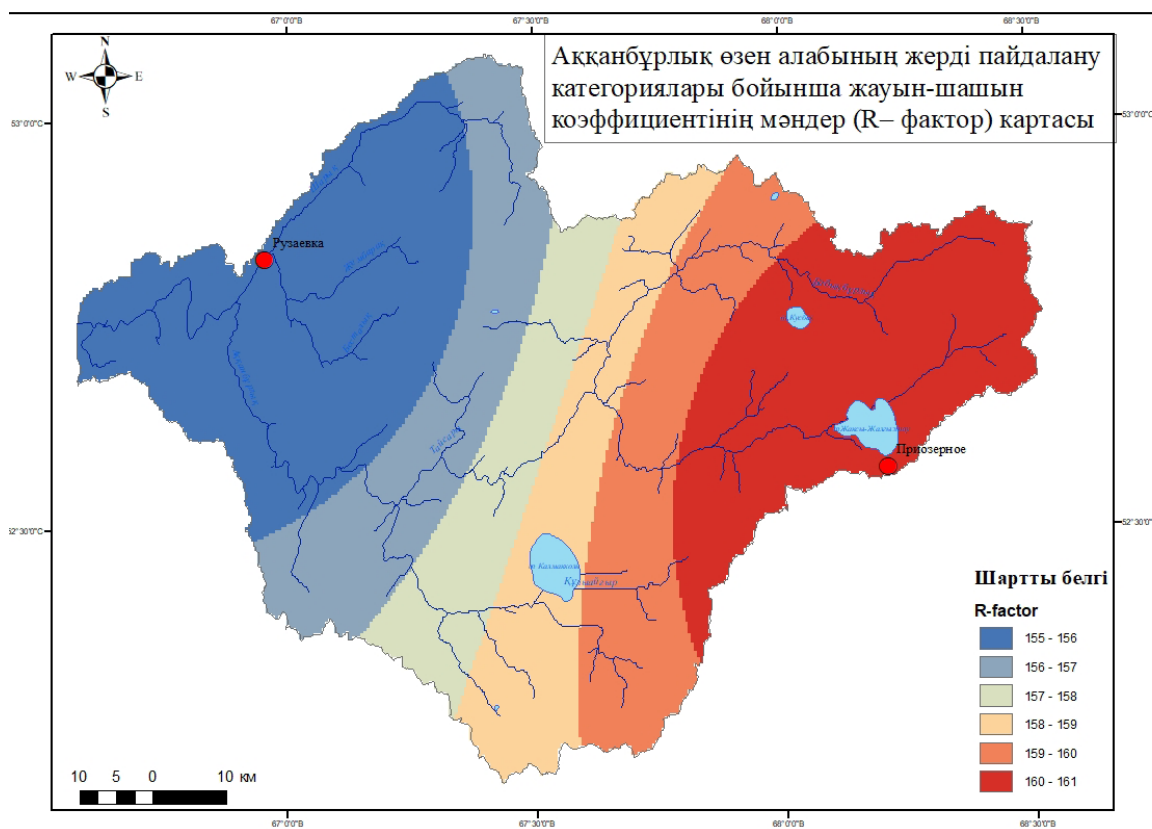 67°0'0"В
67°30'0"В
68°0'0"В
68°30'0"В
N
W
E
S
Аққанбұрлық өзен алабының жерді пайдалану
категориялары бойынша жауын-шашын
коэффициентінің мәндер (R– фактор) картасы
53°0'0"С
53°0'0"С
Рузаевка
Тайсары
Приозерное
52°30'0"С
52°30'0"С
Құлайғыр
Шартты белгі
R-factor
155 - 156
156 - 157
157 - 158
158 - 159
159 - 160
160 - 161
10 5 0 10 км
67°0'0"В
67°30'0"В
68°0'0"В
68°30'0"В